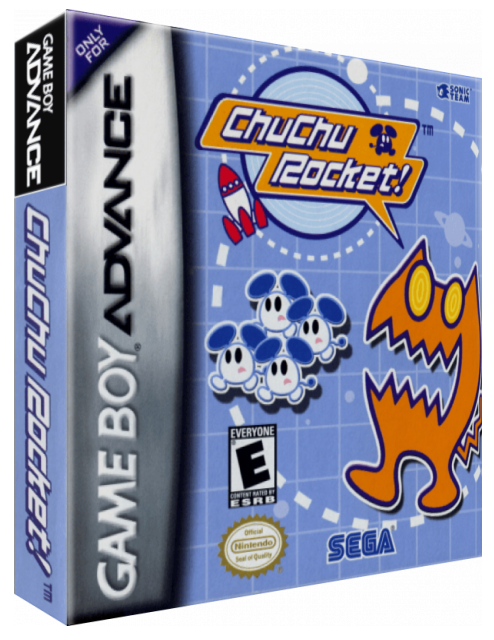 GAME BOY
ADVANCE
ChuChu Rocket! TM
ONLY
FOR
GAME BOY ADVANCE
SONIC
TEAM
ChuChu
Rocket!
TM
EVERYONE
E
CONTENT RATED BY
ESRB
Official
Nintendo
Seal of Quality
SEGA